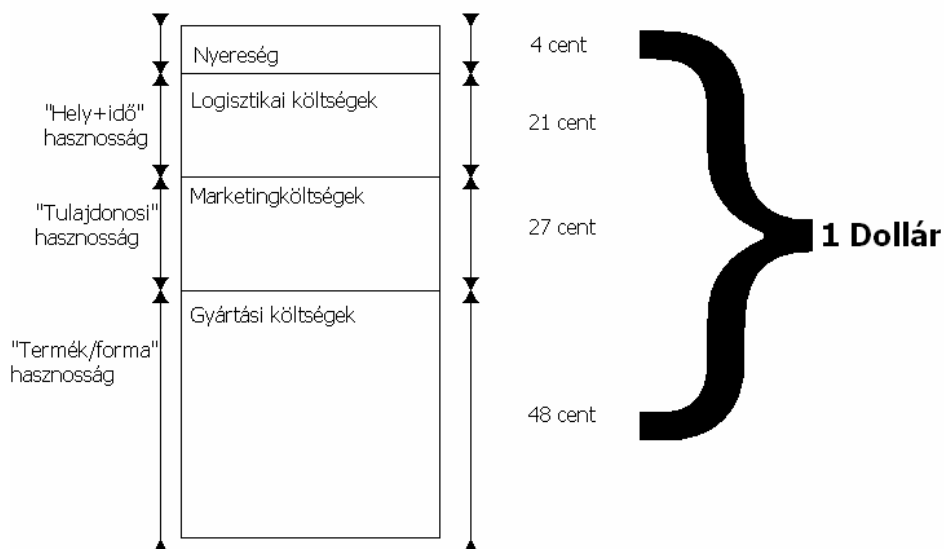 Nyereség
4 cent
"Hely+idő"
hasznosság
Logisztikai költségek
21 cent
"Tulajdonosi"
hasznosság
Marketingköltségek
27 cent
1 Dollár
"Termék/forma"
hasznosság
Gyártási költségek
48 cent